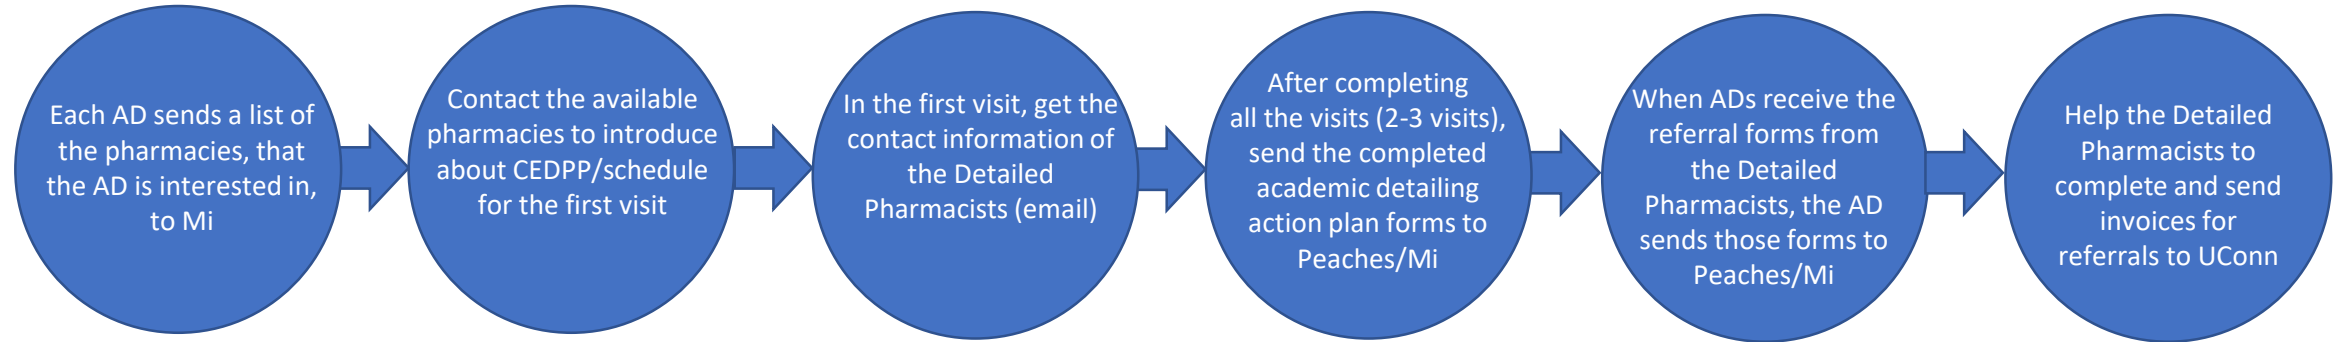 Each AD sends a list of
the pharmacies, that
the AD is interested in,
to Mi
Contact the available
pharmacies to introduce
about CEDPP/schedule
for the first visit
In the first visit, get the
contact information of
the Detailed
Pharmacists (email)
After completing
all the visits (2-3 visits),
send the completed
academic detailing
action plan forms to
Peaches/Mi
When ADs receive the
referral forms from
the Detailed
Pharmacists, the AD
sends those forms to
Peaches/Mi
Help the Detailed
Pharmacists to
complete and send
invoices for
referrals to UConn